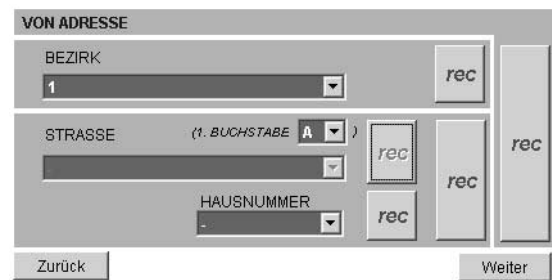 VON ADRESSE
BEZIRK
1
rec
rec
STRASSE (1. BUCHSTABE A )
rec
-
rec
HAUSNUMMER
-
rec
Zurück
Weiter